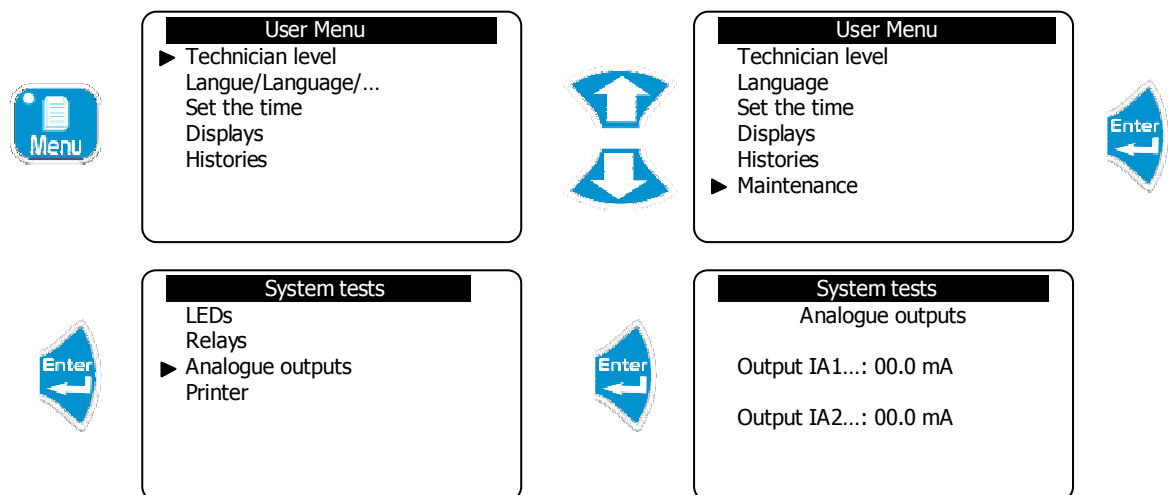 Menu
User Menu
Technician level
Langue/Language/…
Set the time
Displays
Histories
User Menu
Technician level
Language
Set the time
Displays
Histories
Maintenance
Enter
Enter
System tests
LEDs
Relays
Analogue outputs
Printer
Enter
System tests
Analogue outputs
Output IA1…: 00.0 mA
Output IA2…: 00.0 mA